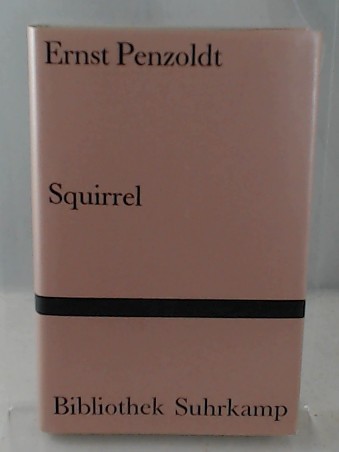 Ernst Penzoldt
Squirrel
Bibliothek Suhrkamp